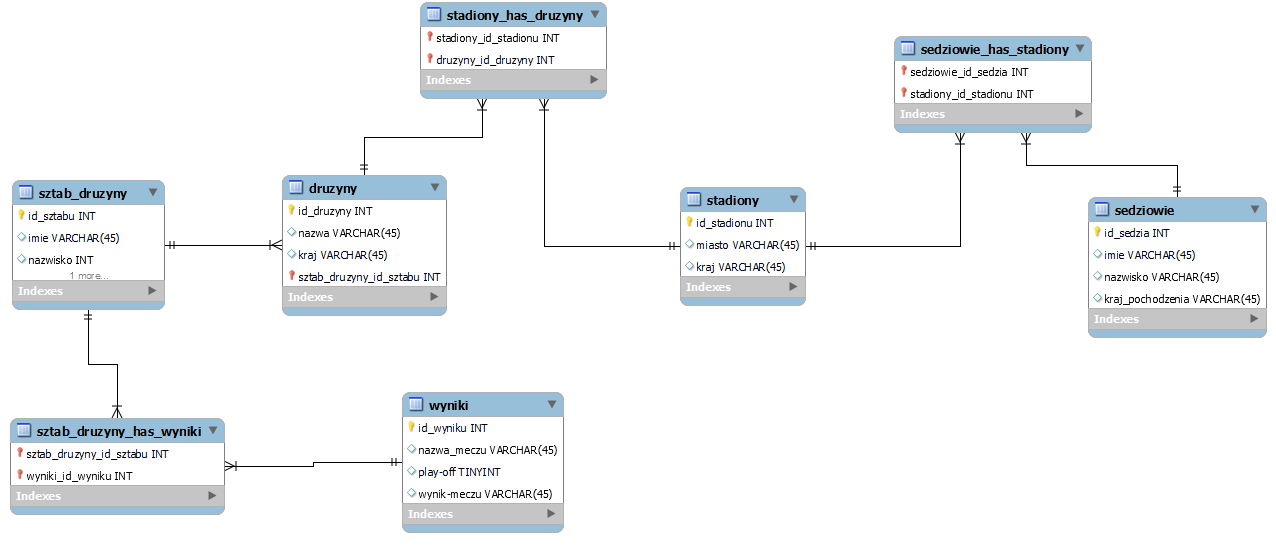 stadiony_has_druzyny
stadiony_id_stadionu INT
druzyny_id_druzyny INT
Indexes
sedziowie_has_stadiony
sedziowie_id_sedzia INT
stadiony_id_stadionu INT
Indexes
sztab_druzyny
id_sztabu INT
imie VARCHAR(45)
nazwisko INT
1 more...
Indexes
druzyny
id_druzyny INT
nazwa VARCHAR(45)
kraj VARCHAR(45)
sztab_druzyny_id_sztabu INT
Indexes
stadiony
id_stadionu INT
miasto VARCHAR(45)
kraj VARCHAR(45)
Indexes
sedziowie
id_sedzia INT
imie VARCHAR(45)
nazwisko VARCHAR(45)
kraj_pochodzenia VARCHAR(45)
Indexes
sztab_druzyny_has_wyniki
sztab_druzyny_id_sztabu INT
wyniki_id_wyniku INT
Indexes
wyniki
id_wyniku INT
nazwa_meczu VARCHAR(45)
play-off TINYINT
wynik-meczu VARCHAR(45)
Indexes